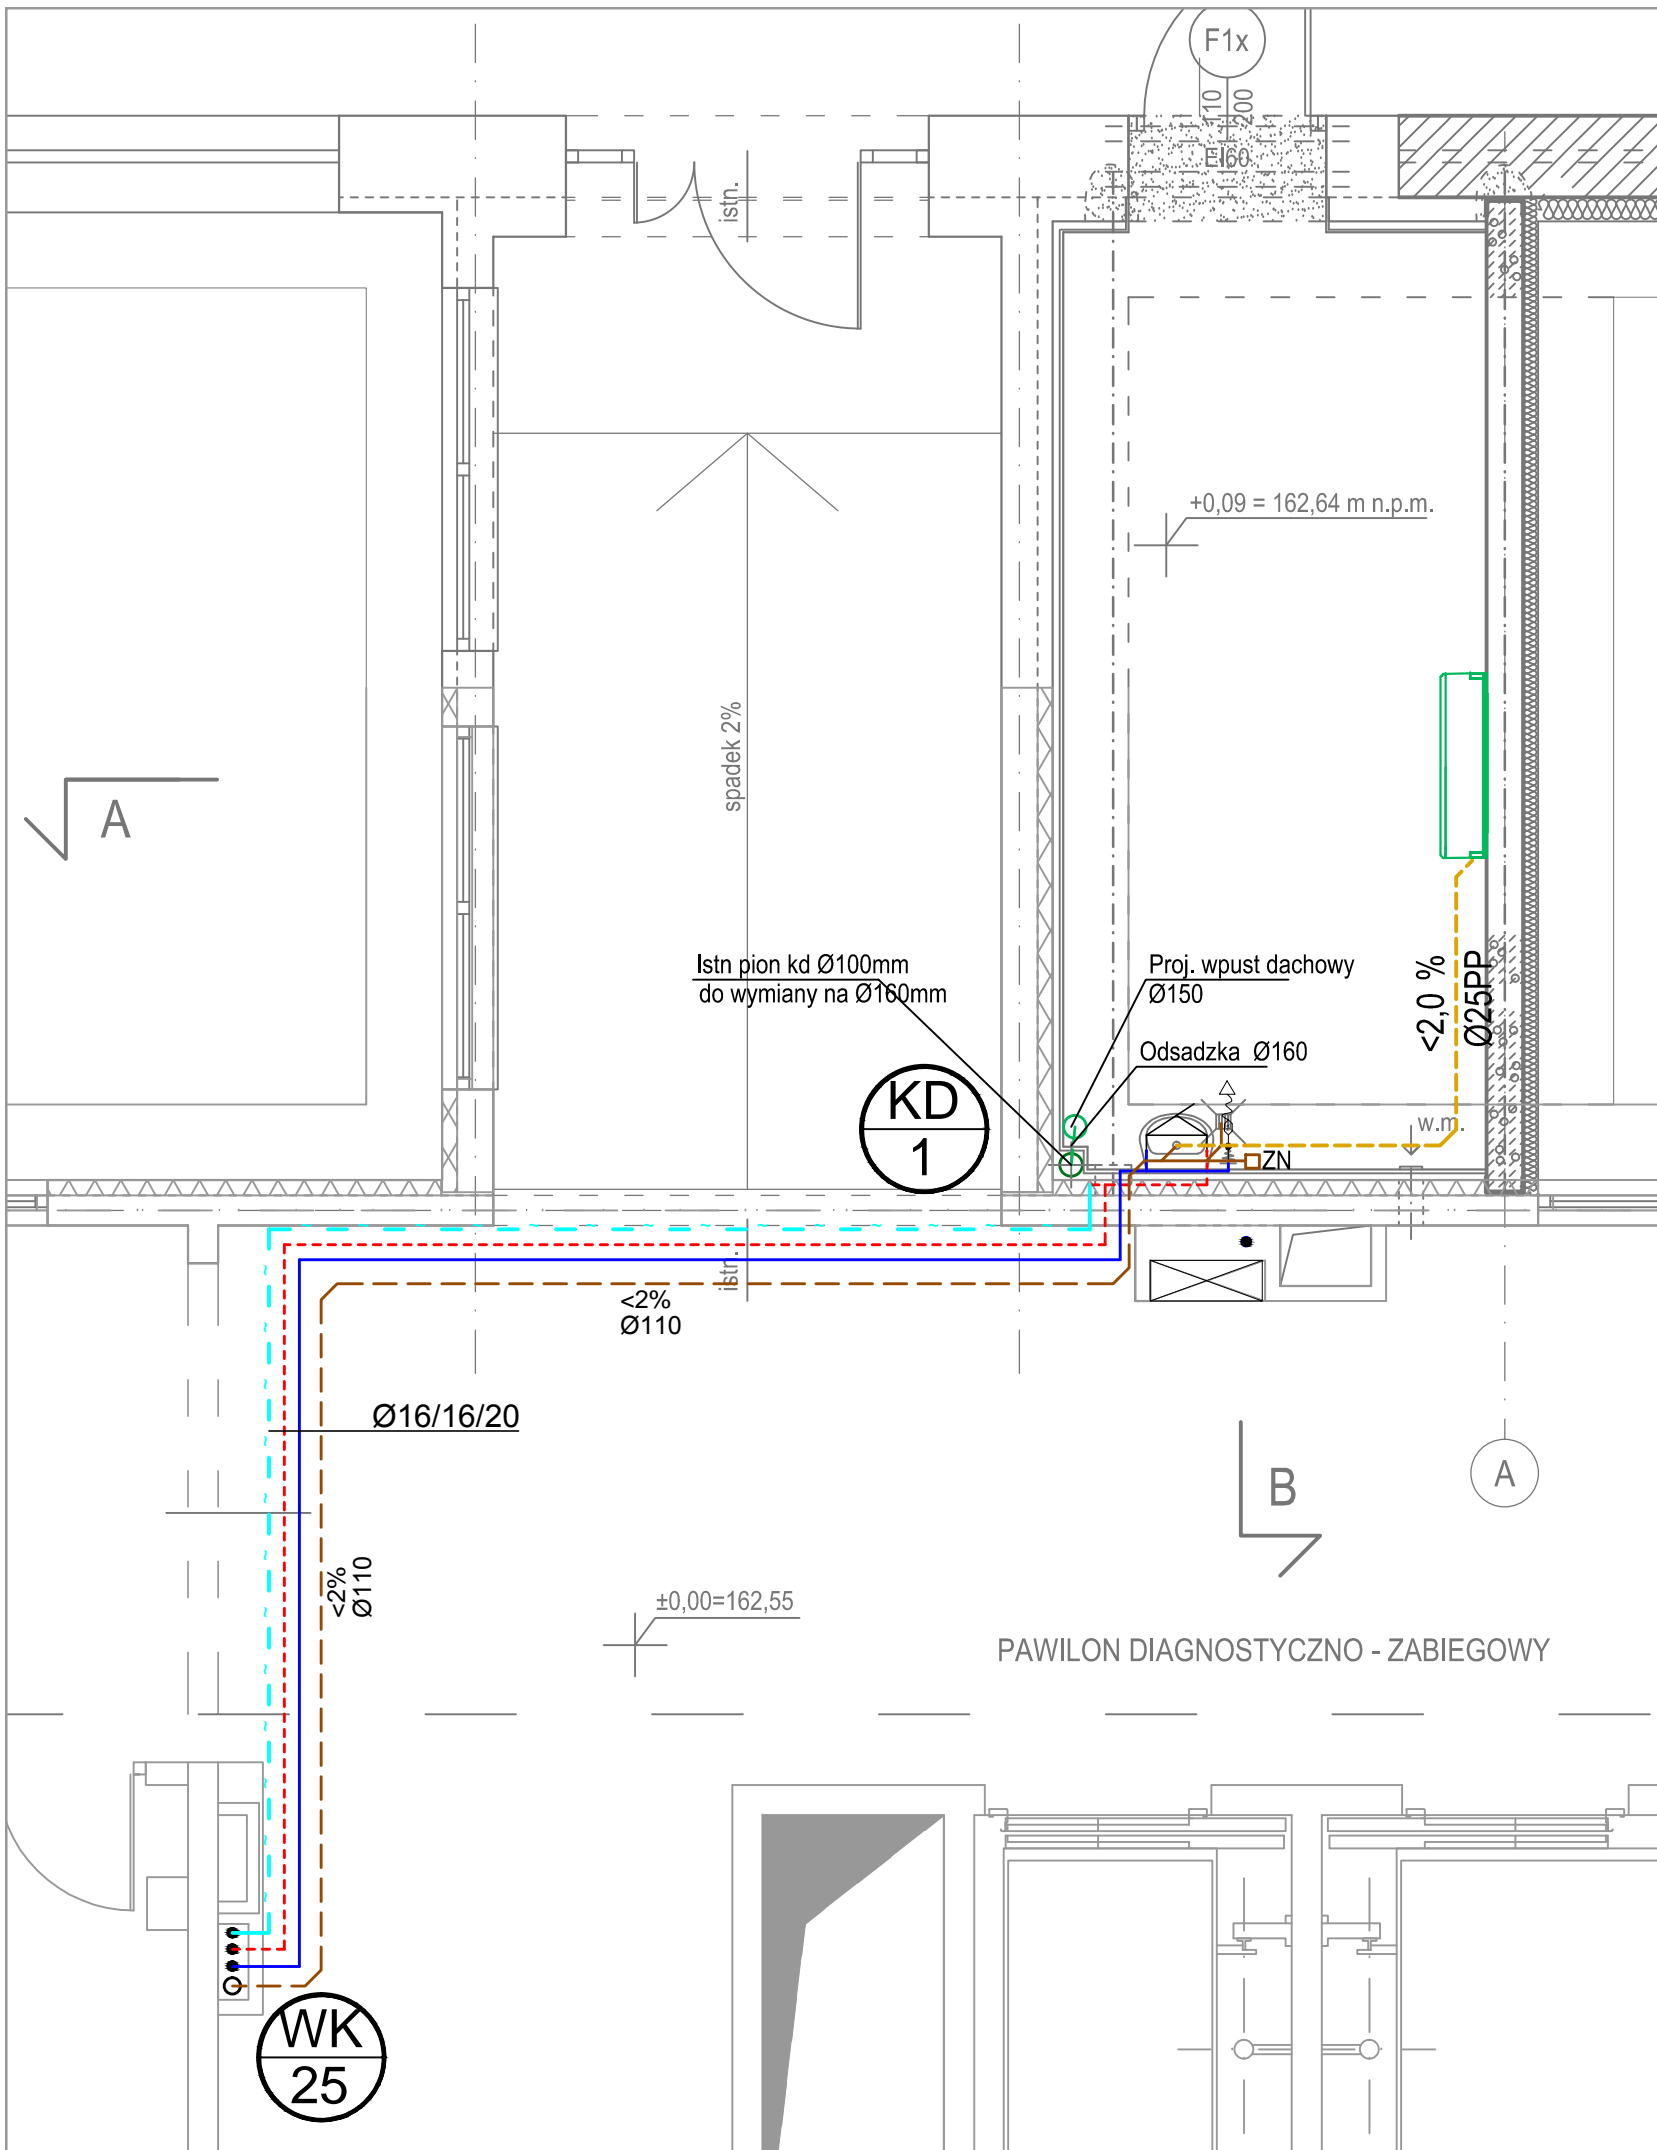 F1x
110
200
EI60
istn.
+0,09 = 162,64 m n.p.m.
spadek 2%
A
Istn pion kd Ø100mm
do wymiany na Ø160mm
Proj. wpust dachowy
Ø150
<2,0 %
Ø25PP
Odsadzka Ø160
KD
1
w.m.
ZN
istn.
<2%
Ø110
Ø16/16/20
A
B
<2%
Ø110
±0,00=162,55
PAWILON DIAGNOSTYCZNO - ZABIEGOWY
WK
25